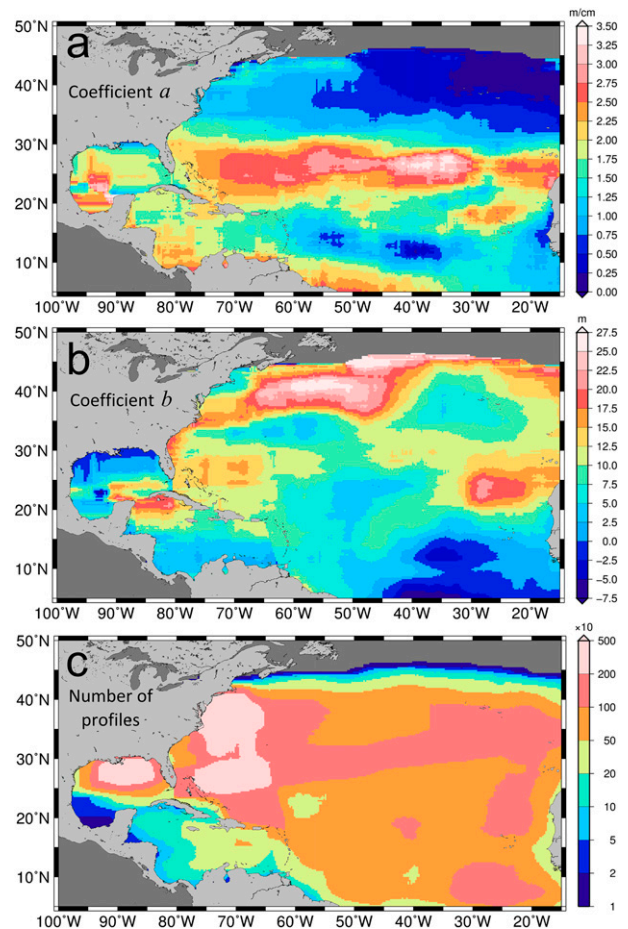 m/cm
50°N
a
Coefficient a
40°N
30°N
20°N
10°N
100°W 90°W 80°W 70°W 60°W 50°W 40°W 30°W 20°W
3.50
3.25
3.00
2.75
2.50
2.25
2.00
1.75
1.50
1.25
1.00
0.75
0.50
0.25
0.00
m
50°N
b
Coefficient b
40°N
30°N
20°N
10°N
100°W 90°W 80°W 70°W 60°W 50°W 40°W 30°W 20°W
27.5
25.0
22.5
20.0
17.5
15.0
12.5
10.0
7.5
5.0
2.5
0.0
−2.5
−5.0
−7.5
×10
50°N
c
Number of
profiles
40°N
30°N
20°N
10°N
100°W 90°W 80°W 70°W 60°W 50°W 40°W 30°W 20°W
500
200
100
50
20
10
5
2
1